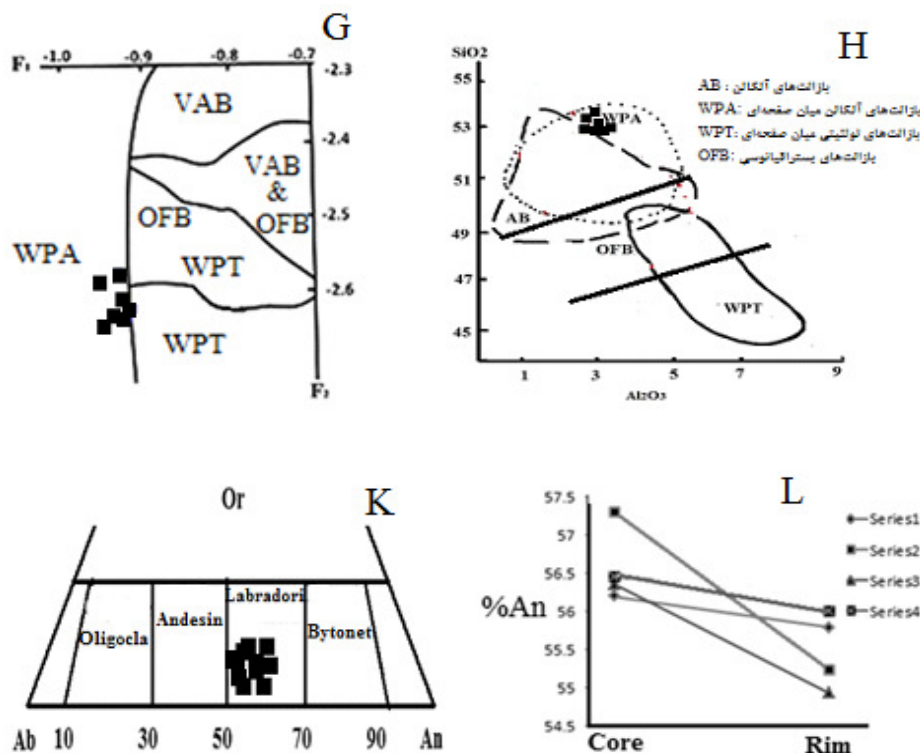 G
F₁ -1.0 -0.9 -0.8 -0.7
-2.3
VAB
-2.4
VAB
&
OFB
OFB
-2.5
WPA
WPT
-2.6
WPT
F₂
H
SiO2
55
53
51
49
47
45
WPA
AB
OFB
WPT
1 3 5 7 9
Al₂O₃
AB : بازالت‌های آلکالن
WPA: بازالت‌های آلکالن میان صفحه‌ای
WPT: بازالت‌های تولئیتی میان صفحه‌ای
OFB: بازالت‌های بستراقیانوسی
K
Or
Oligocla
Andesin
Labradori
Bytonet
Ab 10 30 50 70 90 An
L
%An
57.5
57
56.5
56
55.5
55
54.5
Core Rim
Series1
Series2
Series3
Series4